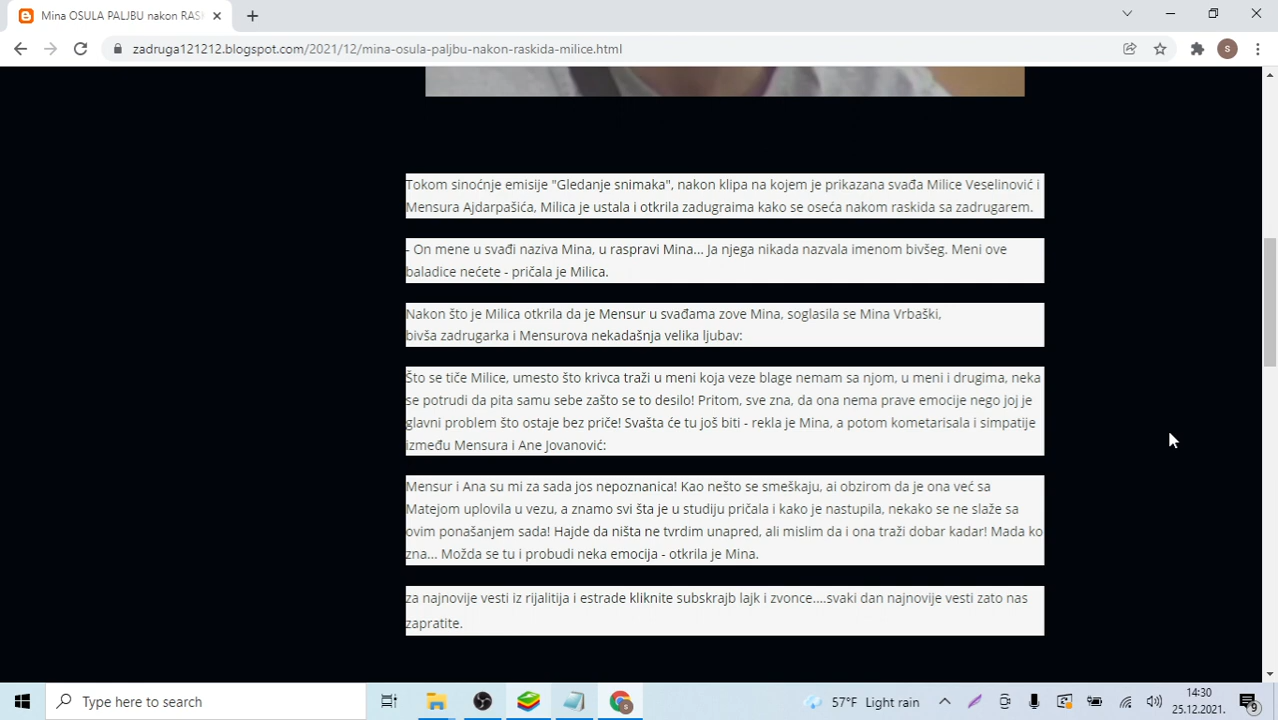 Mina OSULA PALJBU nakon RASK
zadruga121212.blogspot.com/2021/12/mina-osula-paljbu-nakon-raskida-milice.html
S
Tokom sinoćnje emisije "Gledanje snimaka", nakon klipa na kojem je prikazana svađa Milice Veselinović i
Mensura Ajdarpašića, Milica je ustala i otkrila zadugraima kako se oseća nakom raskida sa zadrugarem.
- On mene u svađi naziva Mina, u raspravi Mina... Ja njega nikada nazvala imenom bivšeg. Meni ove
baladice nećete - pričala je Milica.
Nakon što je Milica otkrila da je Mensur u svađama zove Mina, soglasila se Mina Vrbaški,
bivša zadrugarka i Mensurova nekadašnja velika ljubav:
Što se tiče Milice, umesto što krivca traži u meni koja veze blage nemam sa njom, u meni i drugima, neka
se potrudi da pita samu sebe zašto se to desilo! Pritom, sve zna, da ona nema prave emocije nego joj je
glavni problem što ostaje bez priče! Svašta će tu još biti - rekla je Mina, a potom kometarisala i simpatije
između Mensura i Ane Jovanović:
Mensur i Ana su mi za sada jos nepoznanica! Kao nešto se smeškaju, ai obzirom da je ona već sa
Matejom uplovila u vezu, a znamo svi šta je u studiju pričala i kako je nastupila, nekako se ne slaže sa
ovim ponašanjem sada! Hajde da ništa ne tvrdim unapred, ali mislim da i ona traži dobar kadar! Mada ko
zna... Možda se tu i probudi neka emocija - otkrila je Mina.
za najnovije vesti iz rijalitija i estrade kliknite subskrajb lajk i zvonce....svaki dan najnovije vesti zato nas
zapratite.
Type here to search
57°F Light rain
14:30
25.12.2021.
9